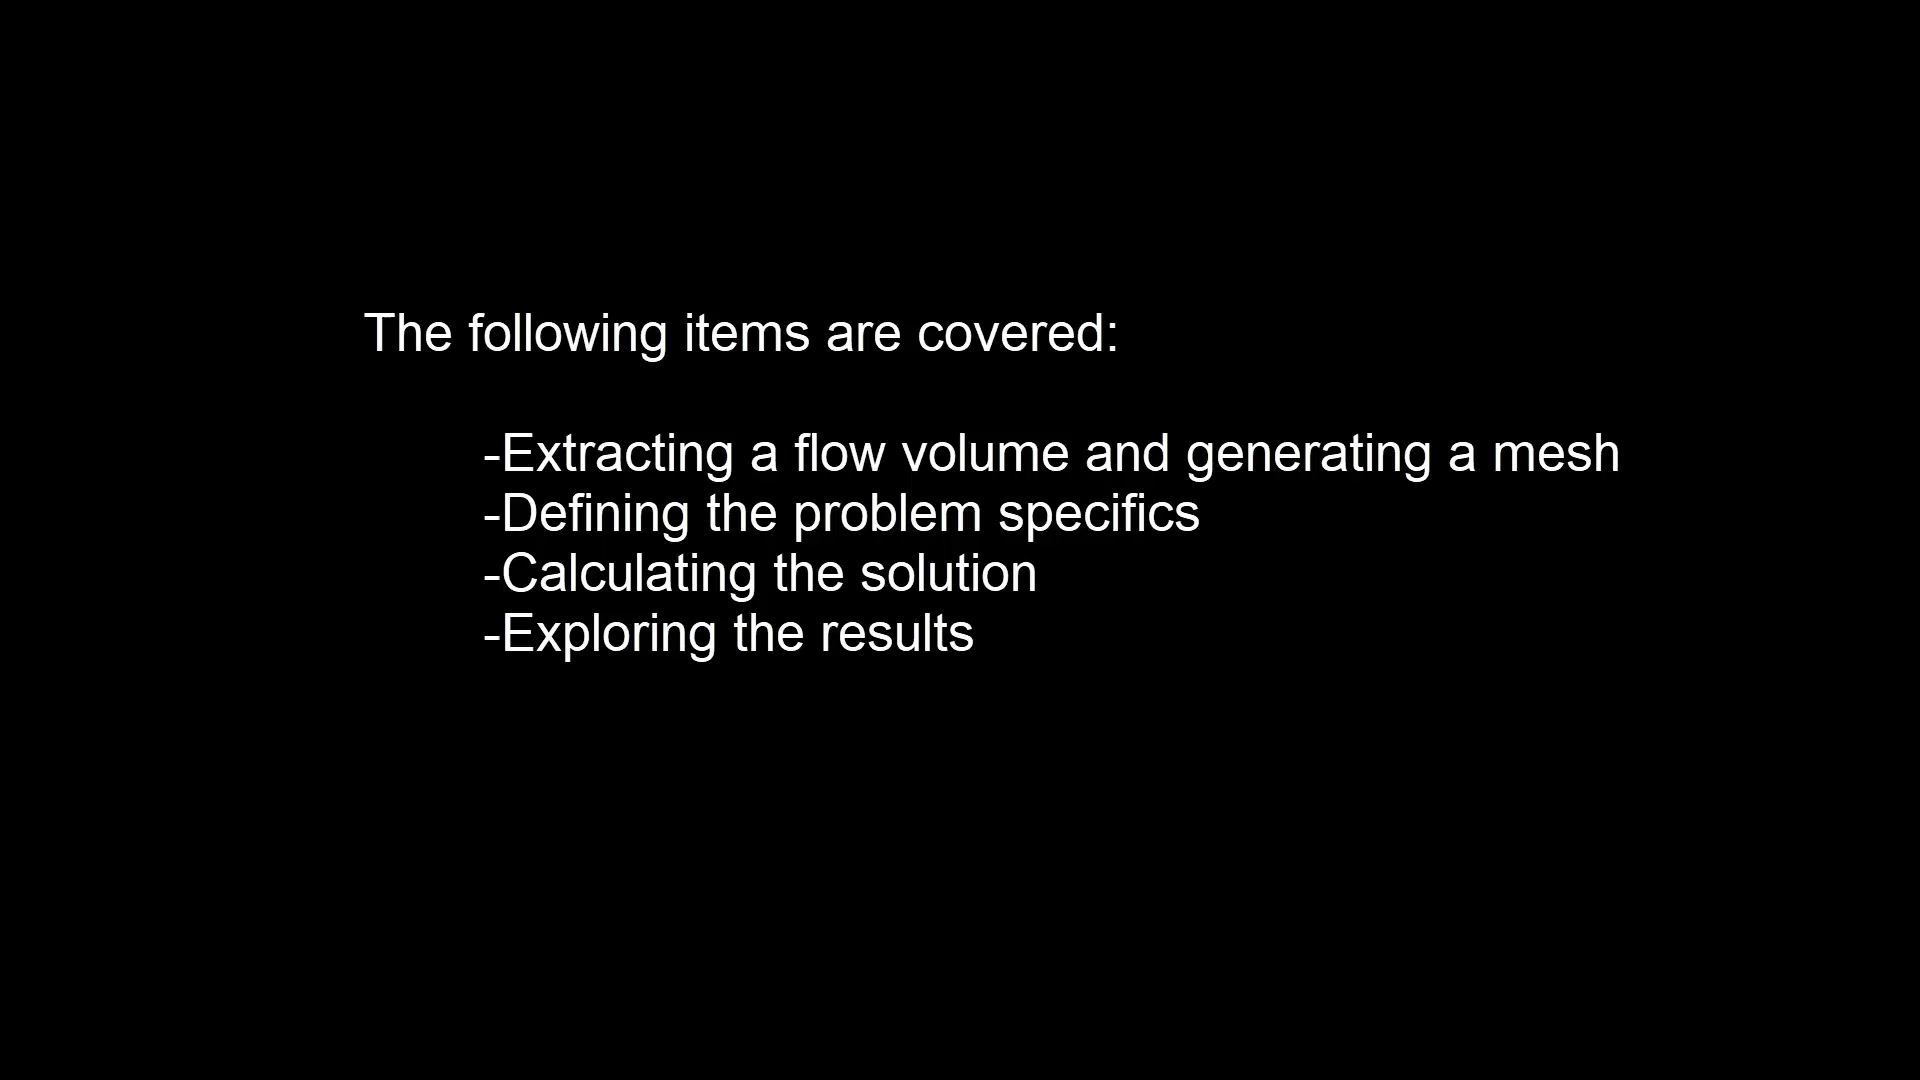 The following items are covered:
-Extracting a flow volume and generating a mesh
-Defining the problem specifics
-Calculating the solution
-Exploring the results